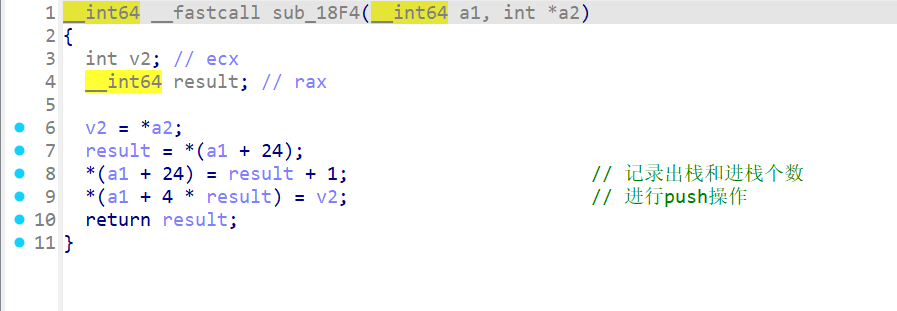 1 __int64 __fastcall sub_18F4(__int64 a1, int *a2)
2 {
3 int v2; // ecx
4 __int64 result; // rax
5
6 v2 = *a2;
7 result = *(a1 + 24);
8 *(a1 + 24) = result + 1; // 记录出栈和进栈个数
9 *(a1 + 4 * result) = v2; // 进行push操作
10 return result;
11 }